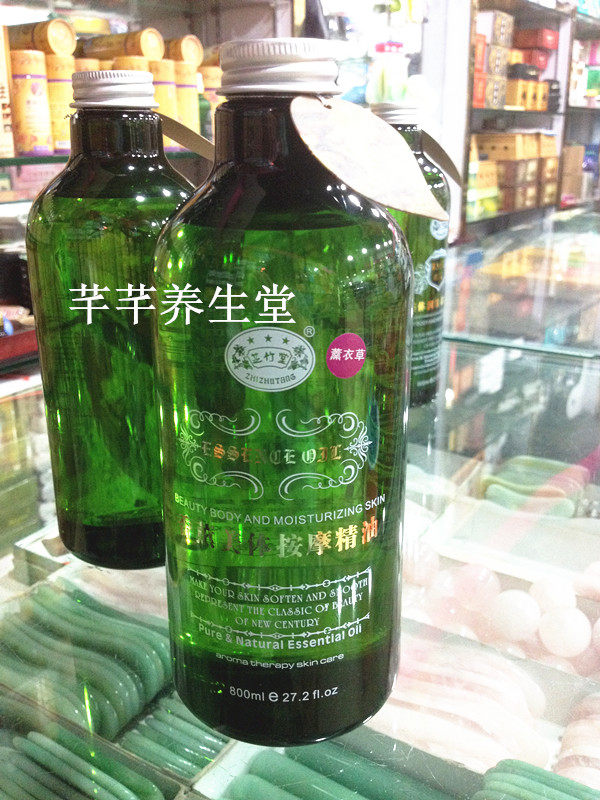 芊芊养生堂
®
芷竹堂
ZHIZHUTANG
薰衣草
ESSENCE OIL
BEAUTY BODY AND MOISTURIZING SKIN
美体按摩精油
MAKE YOUR SKIN SOFTEN AND SMOOTH
REPRESENT THE CLASSIC OF BEAUTY
OF NEW CENTURY
Pure & Natural Essential Oil
aroma therapy skin care
800ml e 27.2 fl.oz